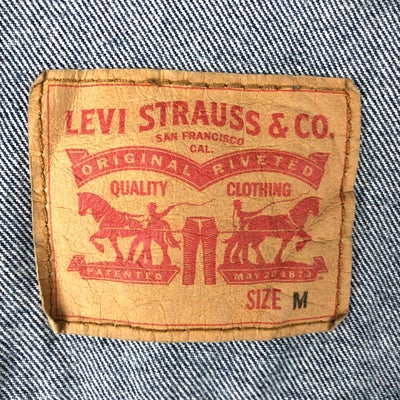 LEVI STRAUSS & CO.
SAN FRANCISCO
CAL.
ORIGINAL RIVETED
QUALITY CLOTHING
PATENTED MAY 20 1873
SIZE M